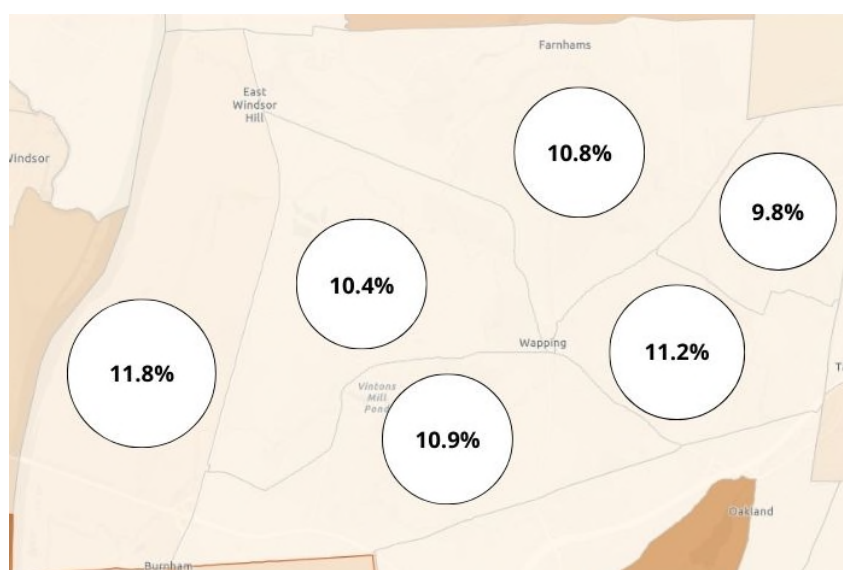 Farnhams
East
Windsor
Hill
10.8%
Windsor
9.8%
10.4%
Wapping
11.2%
11.8%
Vintons
Mill
Pond
10.9%
Oakland
Burnham